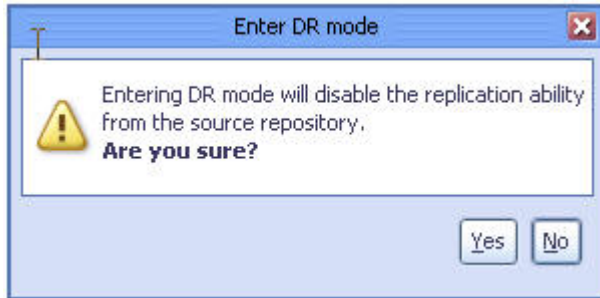 Enter DR mode
Entering DR mode will disable the replication ability
from the source repository.
Are you sure?
Yes No